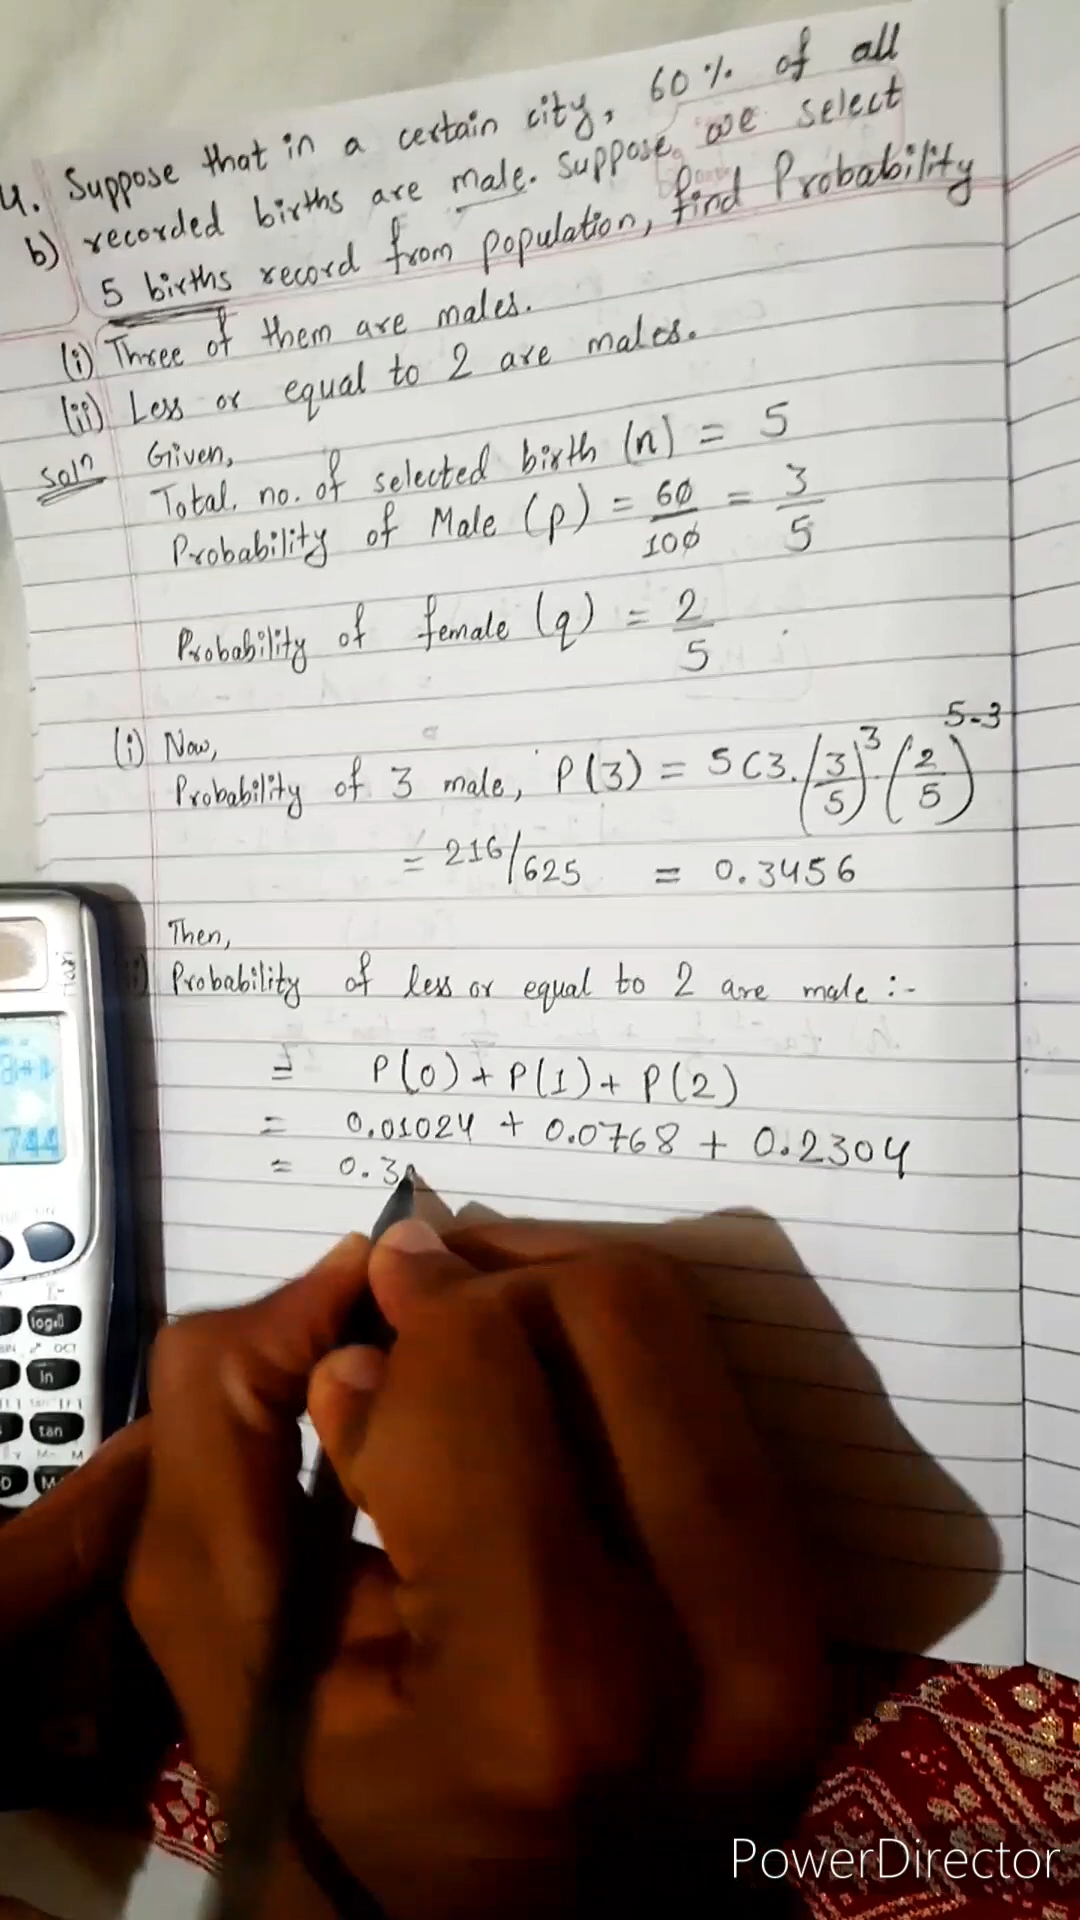 4. Suppose that in a certain city, 60% of all
b) recorded births are male. Suppose we select
5 births record from population, find Probability
(i) Three of them are males.
(ii) Less or equal to 2 are males.
Soln Given,
Total. no. of selected birth (n) = 5
Probability of Male (p) = 60/100 = 3/5
Probability of female (q) = 2/5
(i) Now,
Probability of 3 male, P(3) = 5C3.(3/5)^3.(2/5)^5-3
= 216/625 = 0.3456
Then,
Probability of less or equal to 2 are male :-
= P(0) + P(1) + P(2)
= 0.01024 + 0.0768 + 0.2304
= 0.3
744
log
ln
tan
PowerDirector